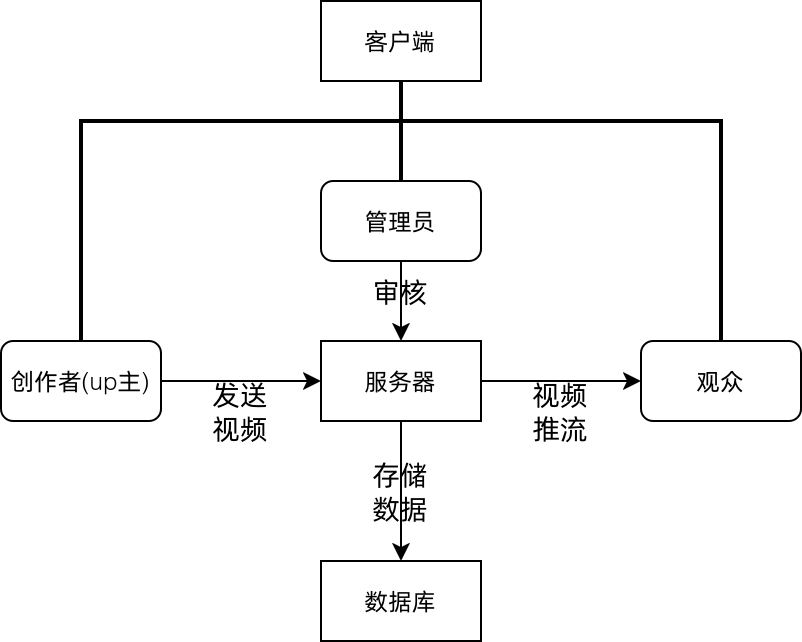 客户端
管理员
审核
创作者(up主)
服务器
观众
发送
视频
视频
推流
存储
数据
数据库